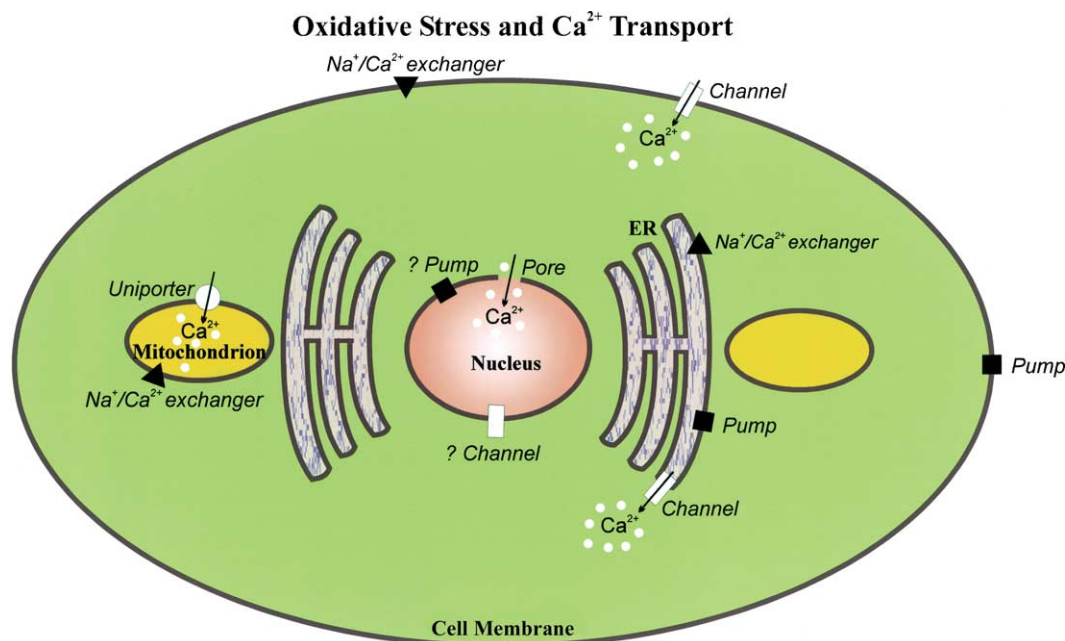 Oxidative Stress and Ca²⁺ Transport
Na⁺/Ca²⁺ exchanger
Channel
Ca²⁺
ER
Na⁺/Ca²⁺ exchanger
? Pump
Pore
Uniporter
Ca²⁺
Ca²⁺
Mitochondrion
Nucleus
Pump
Na⁺/Ca²⁺ exchanger
Pump
? Channel
Channel
Ca²⁺
Cell Membrane